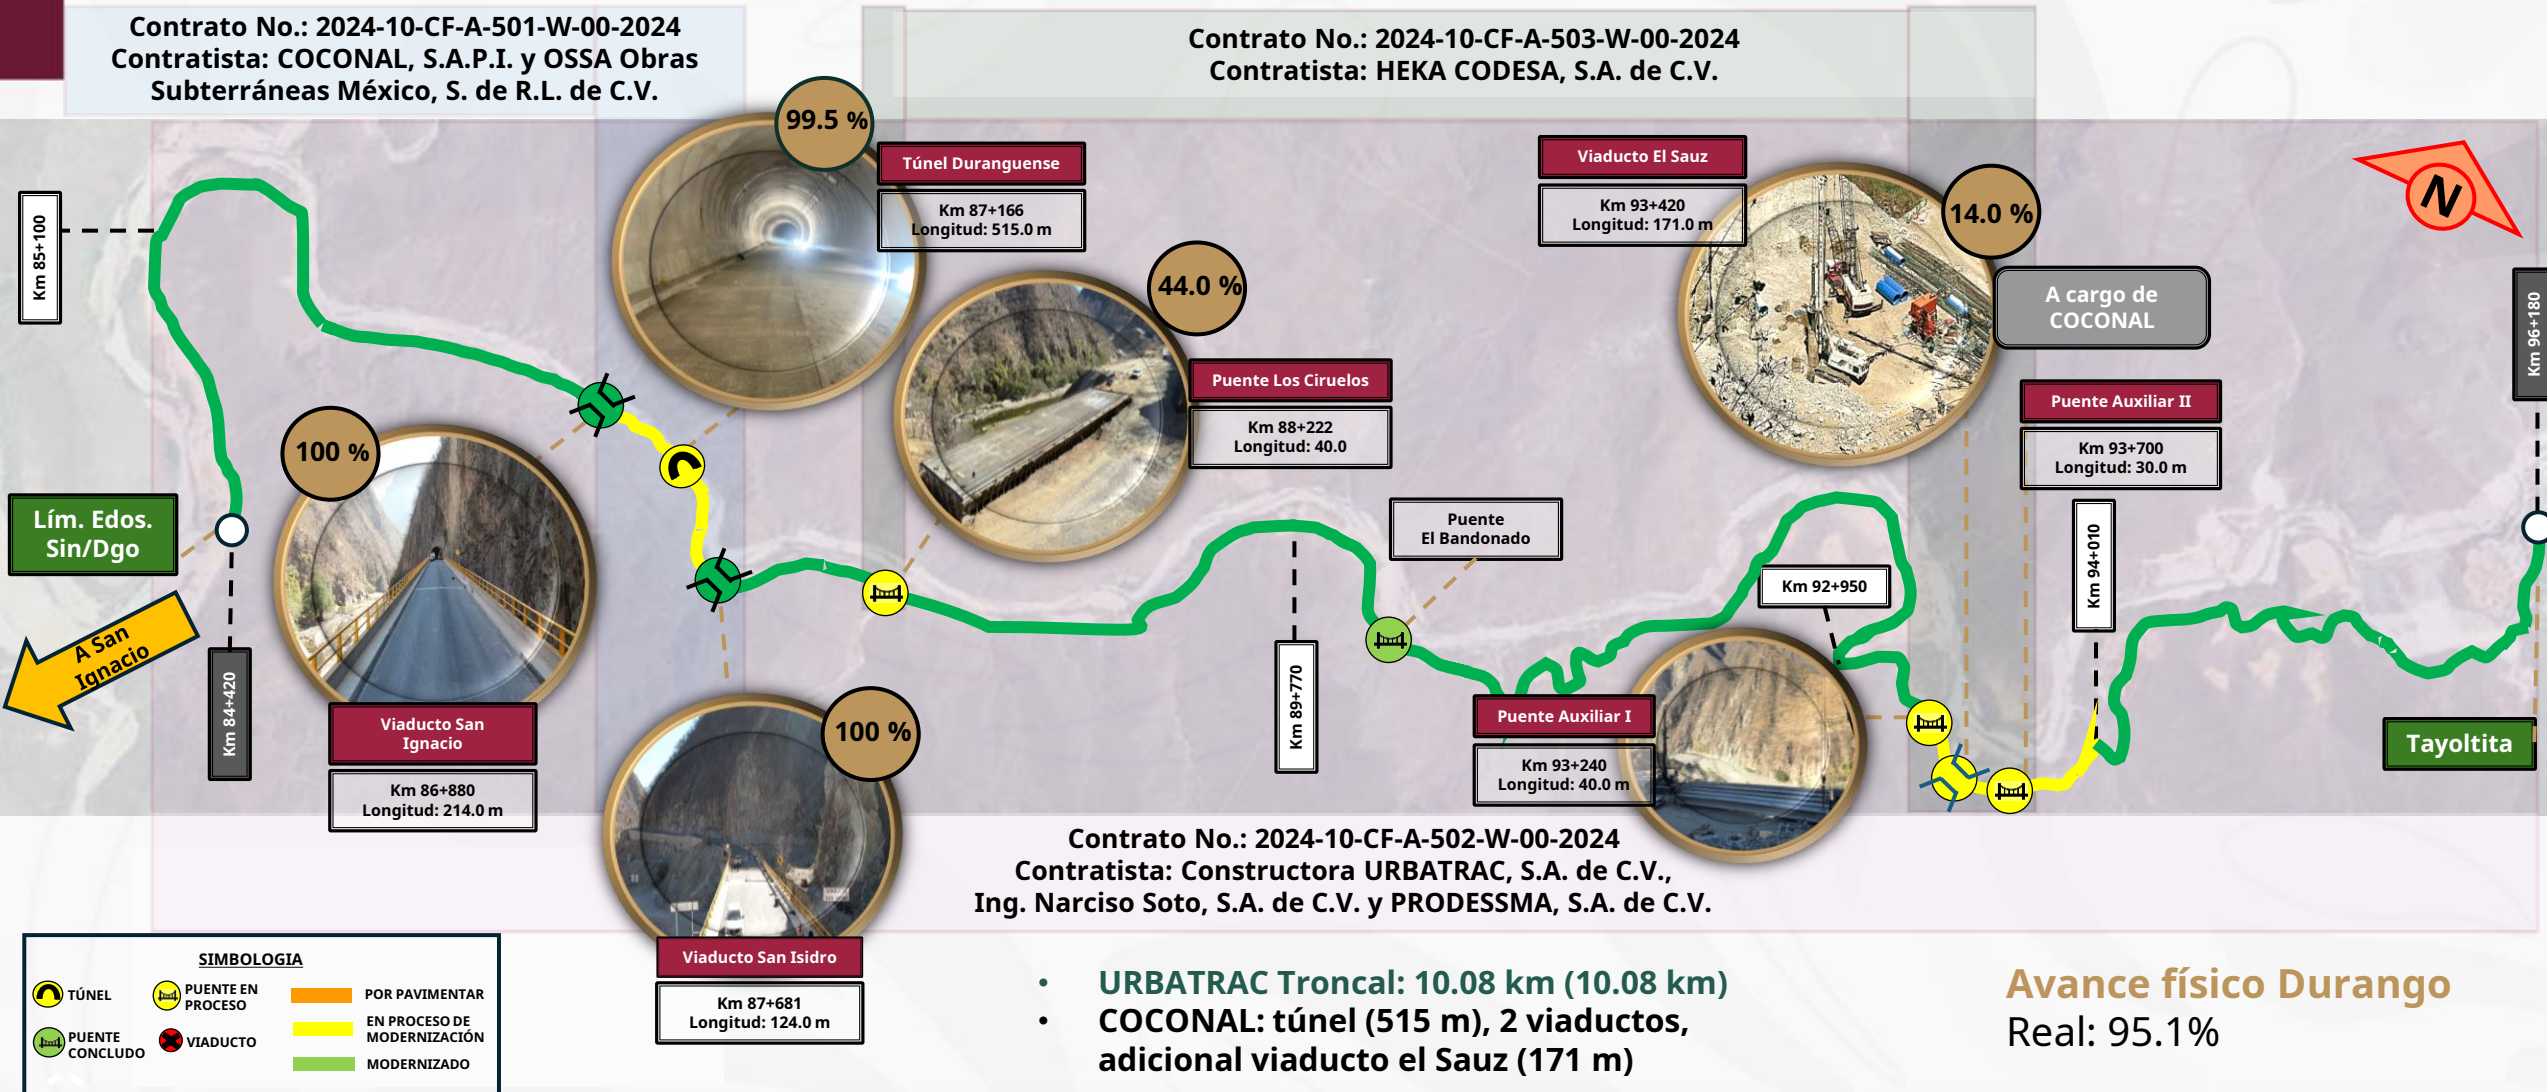 Contrato No.: 2024-10-CF-A-501-W-00-2024
Contratista: COCONAL, S.A.P.I. y OSSA Obras
Subterráneas México, S. de R.L. de C.V.
Contrato No.: 2024-10-CF-A-503-W-00-2024
Contratista: HEKA CODESA, S.A. de C.V.
99.5 %
Túnel Duranguense
Km 87+166
Longitud: 515.0 m
Viaducto El Sauz
Km 93+420
Longitud: 171.0 m
14.0 %
N
Km 85+100
44.0 %
A cargo de
COCONAL
Km 96+180
Puente Los Ciruelos
Km 88+222
Longitud: 40.0
Puente Auxiliar II
Km 93+700
Longitud: 30.0 m
100 %
Lím. Edos.
Sin/Dgo
Puente
El Bandonado
Km 94+010
Km 92+950
A San
Ignacio
Km 84+420
Viaducto San
Ignacio
Km 86+880
Longitud: 214.0 m
100 %
Km 89+770
Puente Auxiliar I
Km 93+240
Longitud: 40.0 m
Tayoltita
Contrato No.: 2024-10-CF-A-502-W-00-2024
Contratista: Constructora URBATRAC, S.A. de C.V.,
Ing. Narciso Soto, S.A. de C.V. y PRODESSMA, S.A. de C.V.
Viaducto San Isidro
Km 87+681
Longitud: 124.0 m
SIMBOLOGIA
TÚNEL
PUENTE EN
PROCESO
POR PAVIMENTAR
EN PROCESO DE
MODERNIZACIÓN
PUENTE
CONCLUDO
VIADUCTO
MODERNIZADO
• URBATRAC Troncal: 10.08 km (10.08 km)
• COCONAL: túnel (515 m), 2 viaductos,
adicional viaducto el Sauz (171 m)
Avance físico Durango
Real: 95.1%